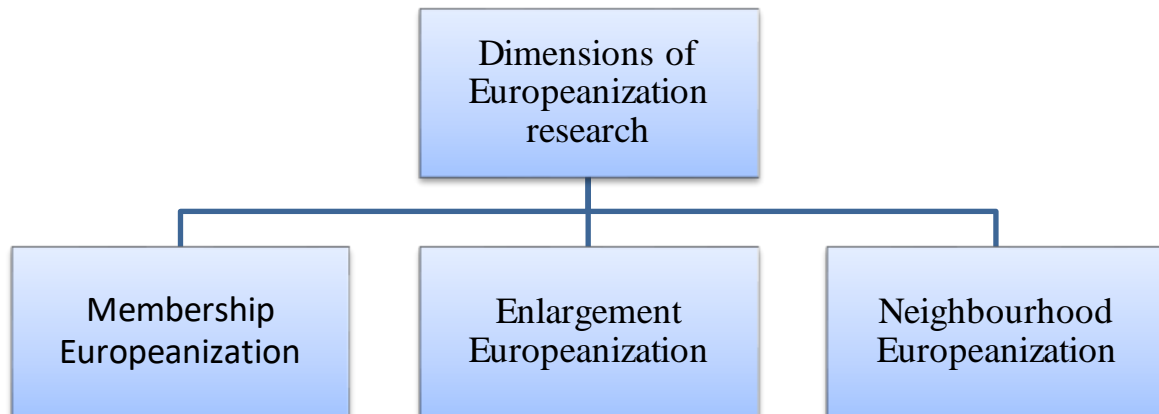 Dimensions of
Europeanization
research
Membership
Europeanization
Enlargement
Europeanization
Neighbourhood
Europeanization